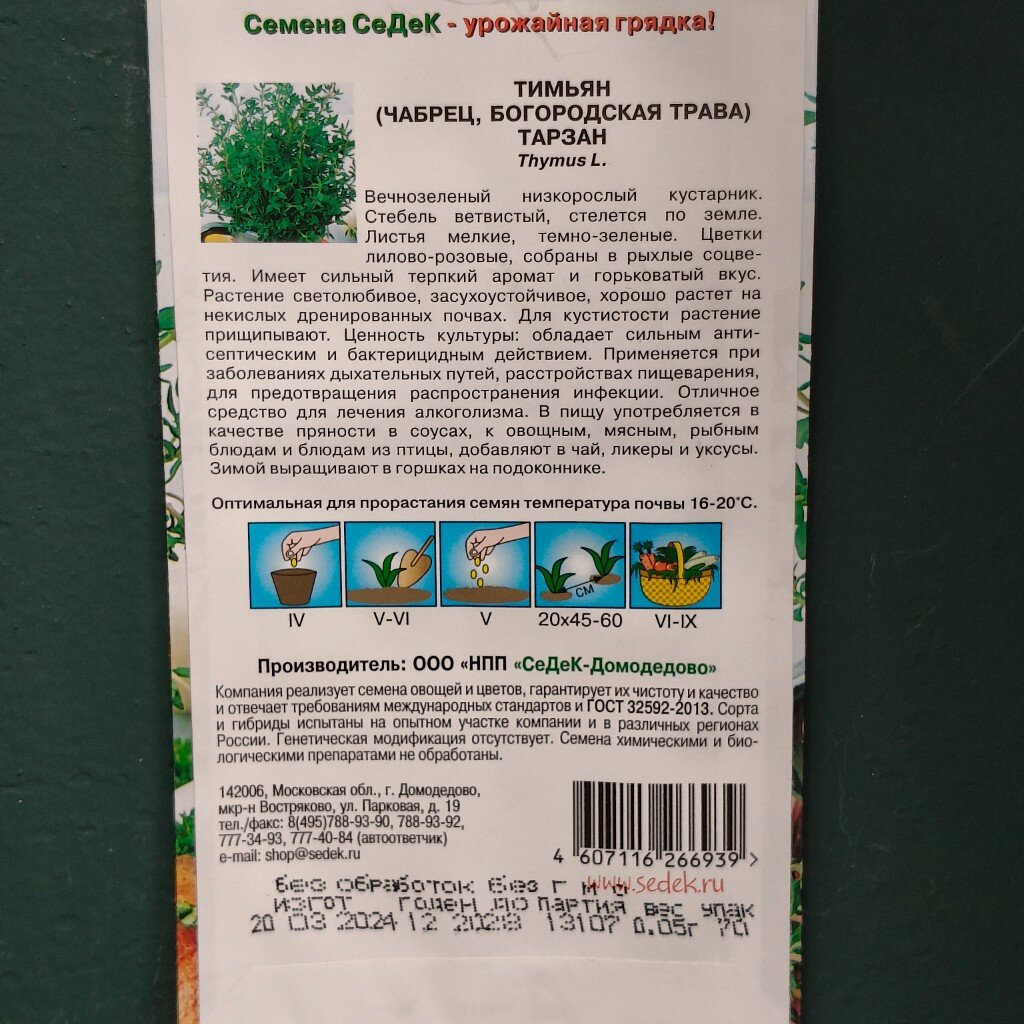 Семена СеДеК - урожайная грядка!
ТИМЬЯН
(ЧАБРЕЦ, БОГОРОДСКАЯ ТРАВА)
ТАРЗАН
Thymus L.
Вечнозеленый низкорослый кустарник.
Стебель ветвистый, стелется по земле.
Листья мелкие, темно-зеленые. Цветки
лилово-розовые, собраны в рыхлые соцве-
тия. Имеет сильный терпкий аромат и горьковатый вкус.
Растение светолюбивое, засухоустойчивое, хорошо растет на
некислых дренированных почвах. Для кустистости растение
прищипывают. Ценность культуры: обладает сильным анти-
септическим и бактерицидным действием. Применяется при
заболеваниях дыхательных путей, расстройствах пищеварения,
для предотвращения распространения инфекции. Отличное
средство для лечения алкоголизма. В пищу употребляется в
качестве пряности в соусах, к овощным, мясным, рыбным
блюдам и блюдам из птицы, добавляют в чай, ликеры и уксусы.
Зимой выращивают в горшках на подоконнике.
Оптимальная для прорастания семян температура почвы 16-20°С.
СМ
IV V-VI V 20x45-60 VI-IX
Производитель: ООО «НПП «СеДеК-Домодедово»
Компания реализует семена овощей и цветов, гарантирует их чистоту и качество
и отвечает требованиям международных стандартов и ГОСТ 32592-2013. Сорта
и гибриды испытаны на опытном участке компании и в различных регионах
России. Генетическая модификация отсутствует. Семена химическими и био-
логическими препаратами не обработаны.
142006, Московская обл., г. Домодедово,
мкр-н Востряково, ул. Парковая, д. 19
тел./факс: 8(495)788-93-90, 788-93-92,
777-34-93, 777-40-84 (автоответчик)
e-mail: shop@sedek.ru
4 607116 266939 >
www.sedek.ru
без обработок без г м о
изгот годен до партия вес упак
20 03 2024 12 2028 13107 0.05г 70